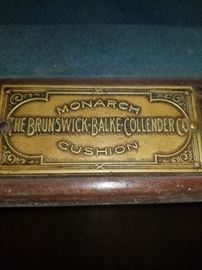 MONARCH
THE BRUNSWICK-BALKE-COLLENDER CO
CUSHION